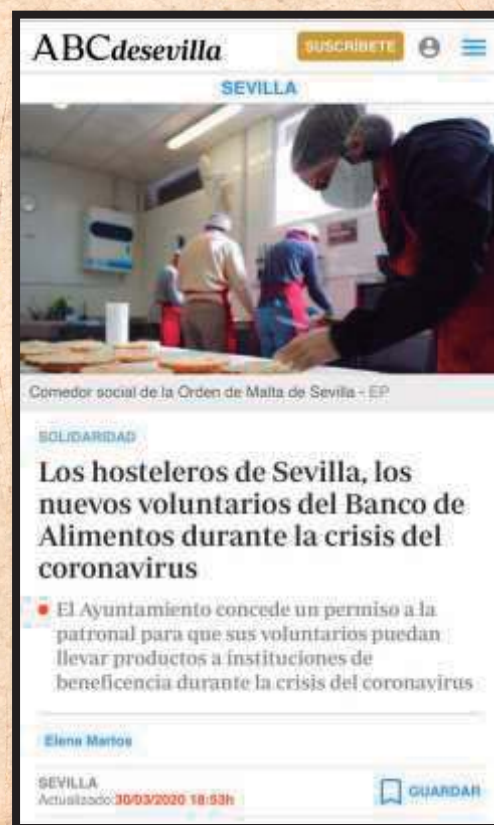 ABCdesevilla
SUSCRÍBETE
SEVILLA
Comedor social de la Orden de Malta de Sevilla - EP
SOLIDARIDAD
Los hosteleros de Sevilla, los
nuevos voluntarios del Banco de
Alimentos durante la crisis del
coronavirus
El Ayuntamiento concede un permiso a la
patronal para que sus voluntarios puedan
llevar productos a instituciones de
beneficencia durante la crisis del coronavirus
Elena Martos
SEVILLA
Actualizado 30/03/2020 18:53h
GUARDAR